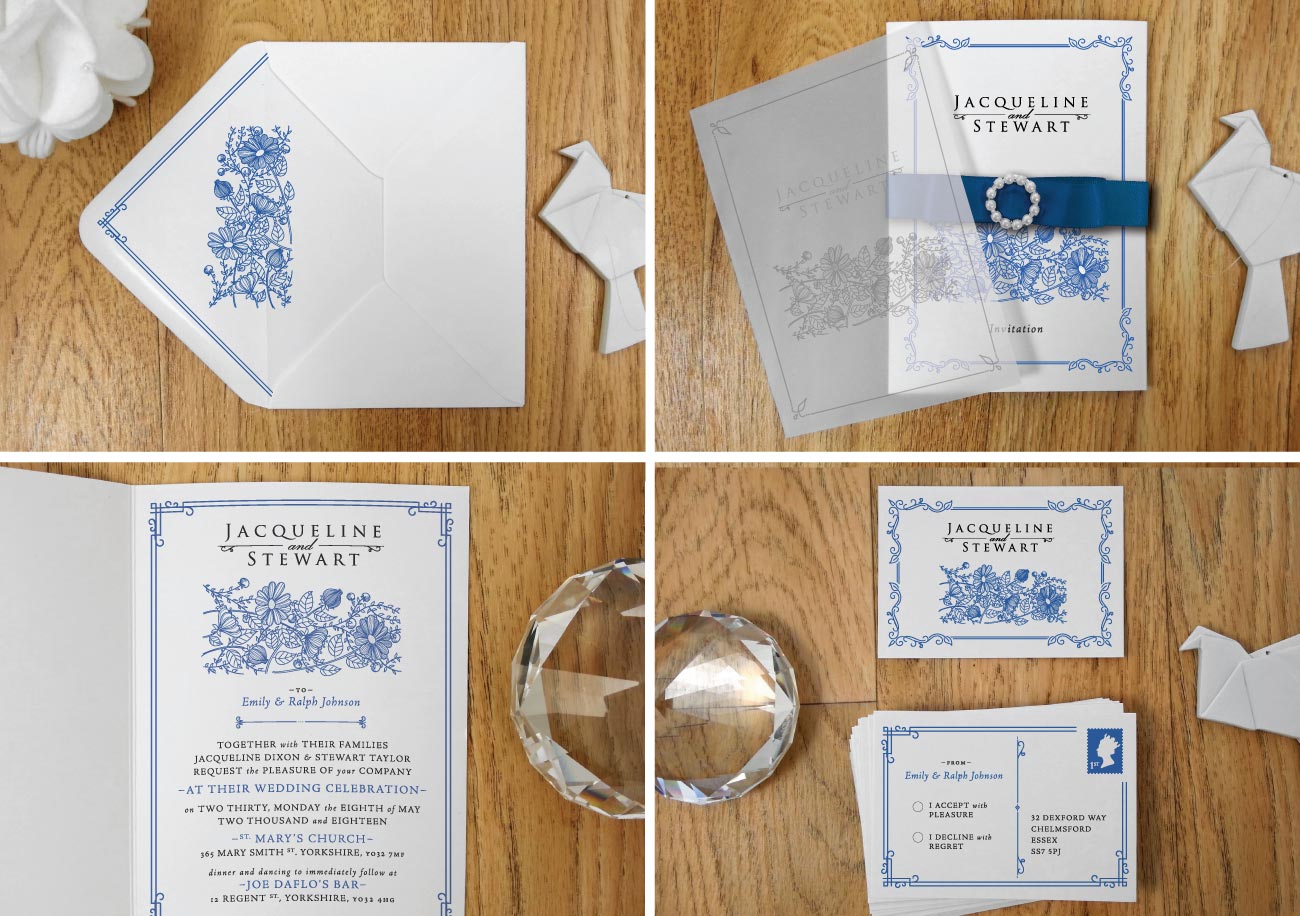 JACQUELINE
and
STEWART
JACQUELINE
and
STEWART
Invitation
JACQUELINE
and
STEWART
–TO–
Emily & Ralph Johnson
TOGETHER with THEIR FAMILIES
JACQUELINE DIXON & STEWART TAYLOR
REQUEST the PLEASURE OF your COMPANY
–AT THEIR WEDDING CELEBRATION–
on TWO THIRTY, MONDAY the EIGHTH of MAY
TWO THOUSAND and EIGHTEEN
–ST. MARY'S CHURCH–
365 MARY SMITH ST. YORKSHIRE, YO32 7MF
dinner and dancing to immediately follow at
–JOE DAFLO'S BAR–
12 REGENT ST., YORKSHIRE, YO32 4HG
JACQUELINE
and
STEWART
–FROM–
Emily & Ralph Johnson
I ACCEPT with
PLEASURE
I DECLINE with
REGRET
1ST
32 DEXFORD WAY
CHELMSFORD
ESSEX
SS7 5PJ